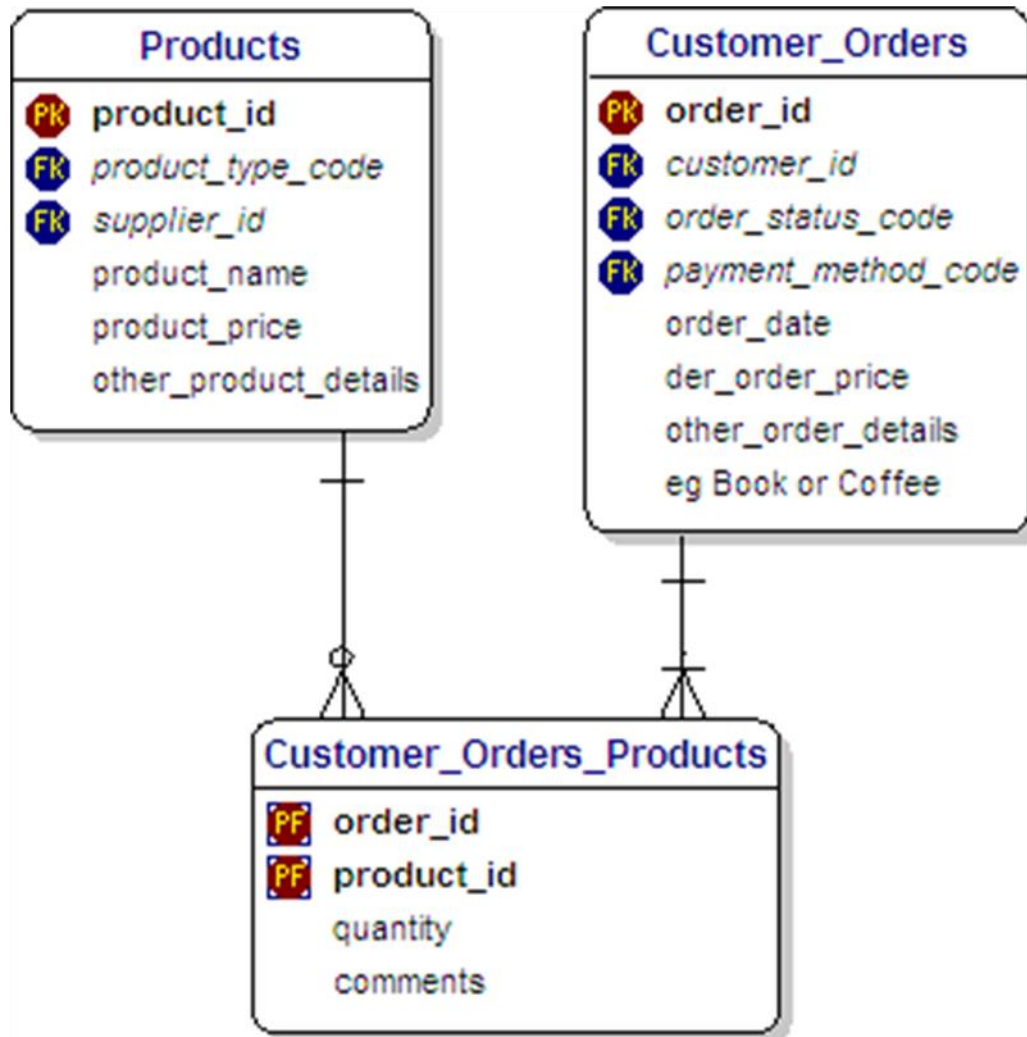 Products
PK product_id
FK product_type_code
FK supplier_id
product_name
product_price
other_product_details
Customer_Orders
PK order_id
FK customer_id
FK order_status_code
FK payment_method_code
order_date
der_order_price
other_order_details
eg Book or Coffee
Customer_Orders_Products
PF order_id
PF product_id
quantity
comments